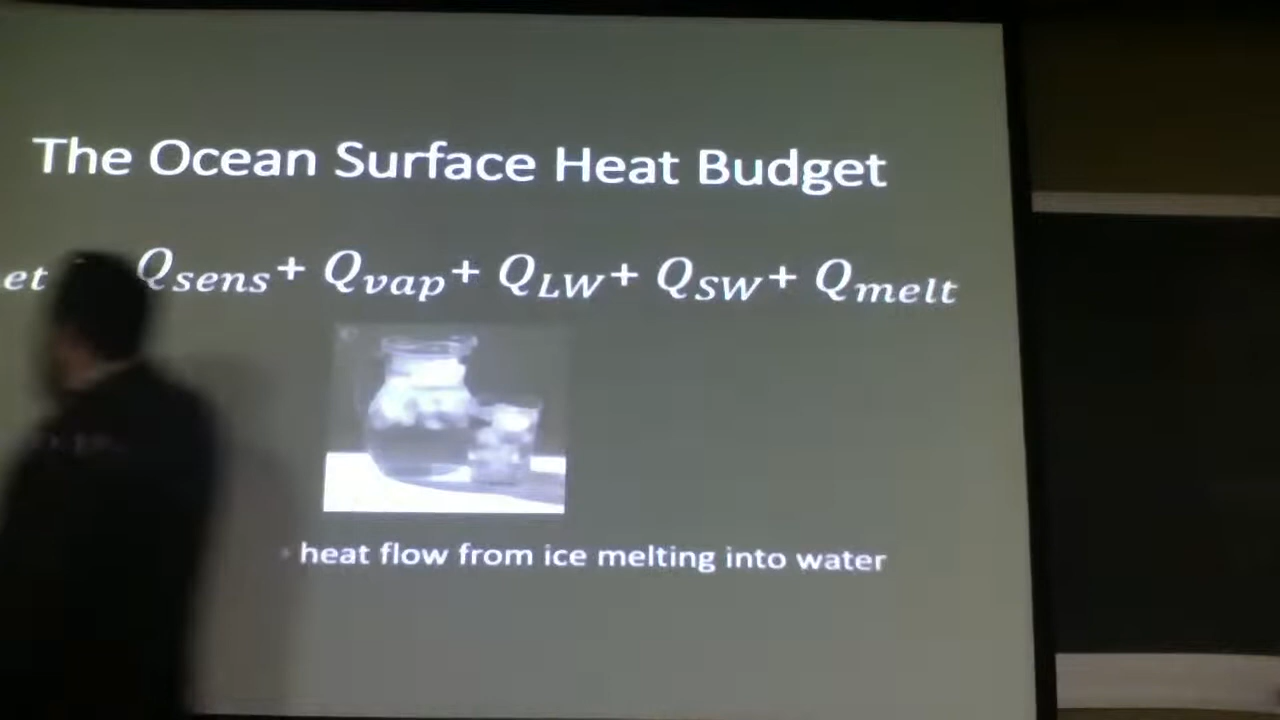 The Ocean Surface Heat Budget
et Qsens+ Qvap+ QLW+ QSW+ Qmelt
heat flow from ice melting into water